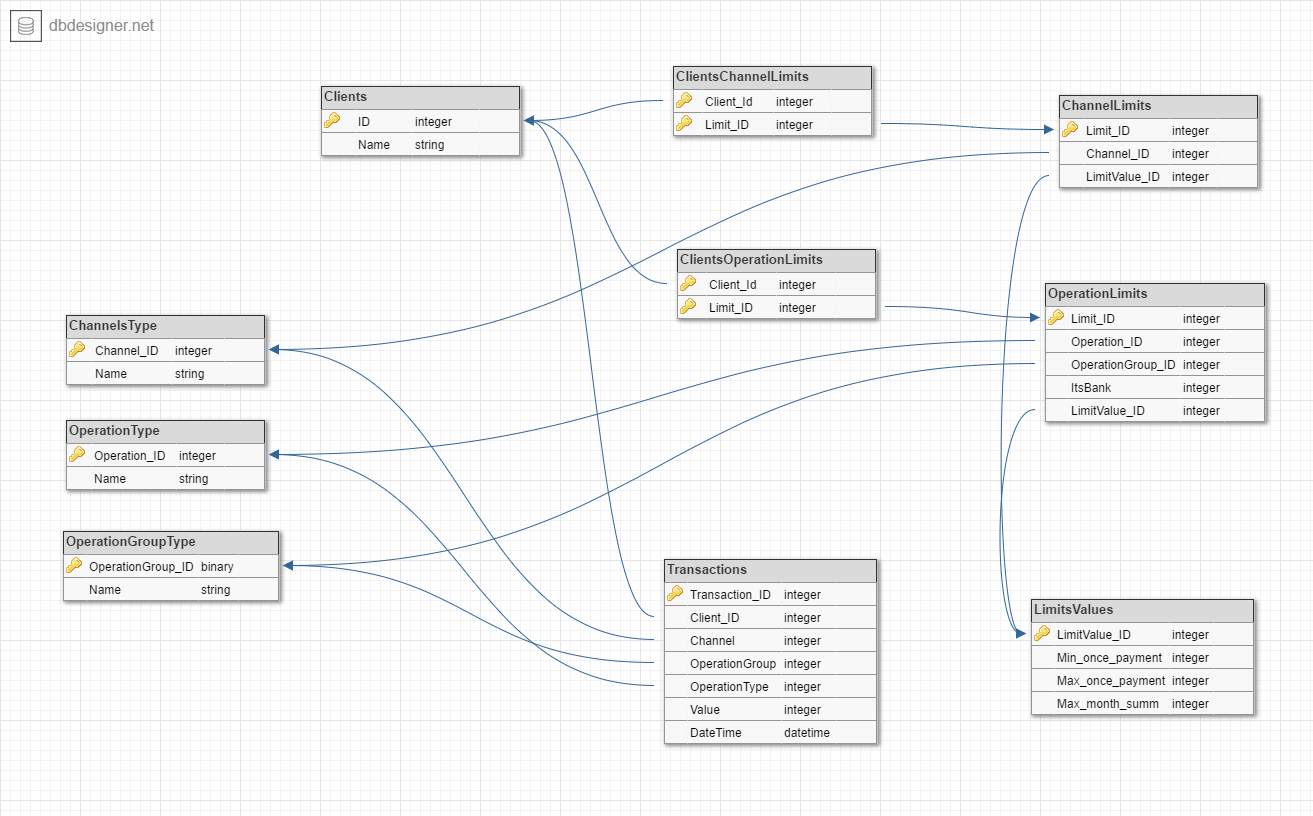 dbdesigner.net
Clients
ID integer
Name string
ClientsChannelLimits
Client_Id integer
Limit_ID integer
ChannelLimits
Limit_ID integer
Channel_ID integer
LimitValue_ID integer
ClientsOperationLimits
Client_Id integer
Limit_ID integer
OperationLimits
Limit_ID integer
Operation_ID integer
OperationGroup_ID integer
ItsBank integer
LimitValue_ID integer
ChannelsType
Channel_ID integer
Name string
OperationType
Operation_ID integer
Name string
OperationGroupType
OperationGroup_ID binary
Name string
Transactions
Transaction_ID integer
Client_ID integer
Channel integer
OperationGroup integer
OperationType integer
Value integer
DateTime datetime
LimitsValues
LimitValue_ID integer
Min_once_payment integer
Max_once_payment integer
Max_month_summ integer